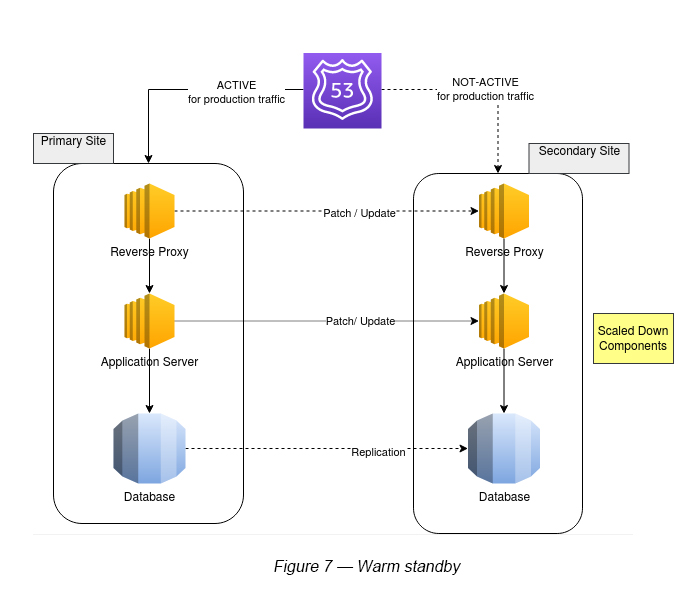 ACTIVE
for production traffic
53
NOT-ACTIVE
for production traffic
Primary Site
Secondary Site
Patch / Update
Reverse Proxy
Reverse Proxy
Patch/ Update
Application Server
Application Server
Scaled Down
Components
Replication
Database
Database
Figure 7 — Warm standby